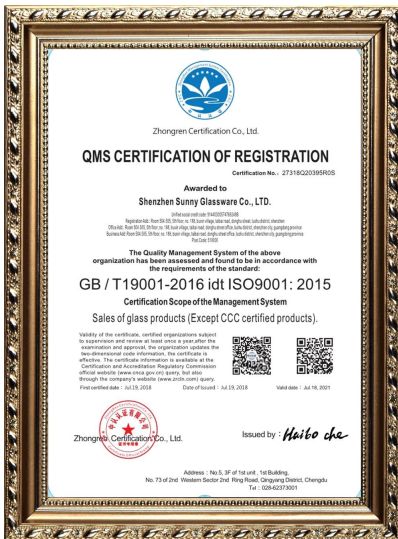 Zhongren Certification Co., Ltd.
QMS CERTIFICATION OF REGISTRATION
Certification No.: 27318Q20395R0S
Awarded to
Shenzhen Sunny Glassware Co., LTD.
Post Code: 518000
The Quality Management System of the above
organization has been assessed and found to be in accordance with
the requirements of the standard:
GB / T19001-2016 idt ISO9001: 2015
Certification Scope of the Management System
Sales of glass products (Except CCC certified products).
Validity of the certificate, certified organizations subject
to supervision and review at least once a year,after the
examination and approval, the organization updates the
two-dimensional code information, the certificate is
effective. The certificate information is available at the
Certification and Accreditation Regulatory Commission
official website (www.cnca.gov.cn) query, but also
through the company's website (www.zrcln.com) query.
First certified date : Jul.19, 2018 Date of Issued : Jul.19, 2018 Valid date : Jul 18, 2021
Zhongren Certification Co., Ltd.
Issued by : Haibo che
Address : No.5, 3F of 1st unit , 1st Building,
No. 73 of 2nd Western Sector 2nd Ring Road, Qingyang District, Chengdu
Tel : 028-62373001